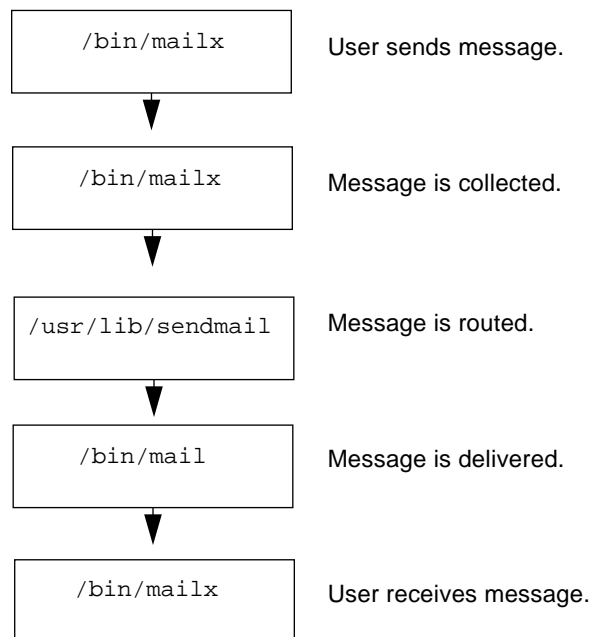 /bin/mailx
User sends message.
/bin/mailx
Message is collected.
/usr/lib/sendmail
Message is routed.
/bin/mail
Message is delivered.
/bin/mailx
User receives message.